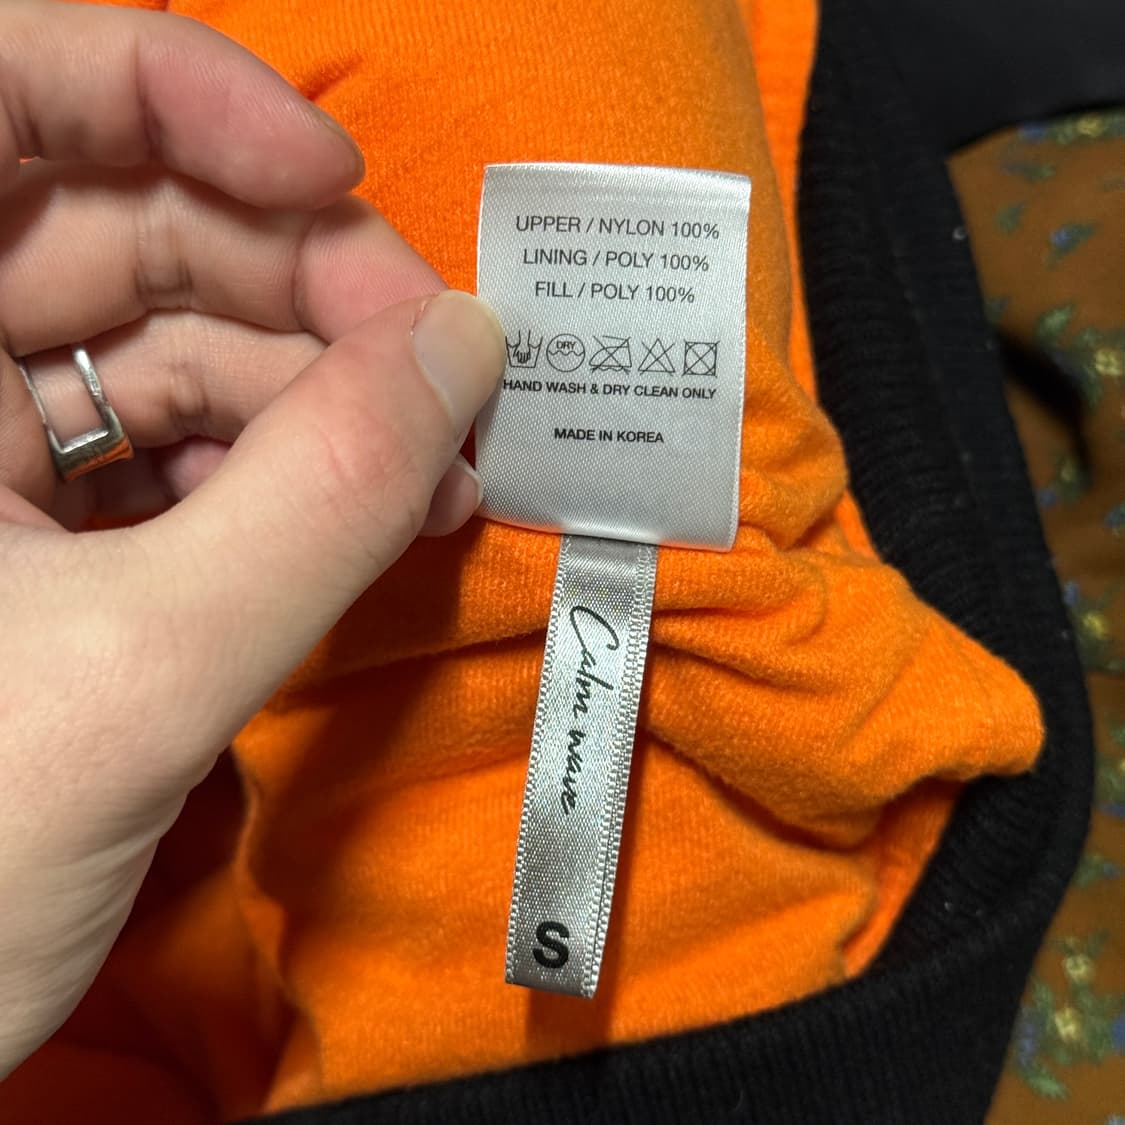 UPPER / NYLON 100%
LINING / POLY 100%
FILL / POLY 100%
DRY
HAND WASH & DRY CLEAN ONLY
MADE IN KOREA
Calm wave
S